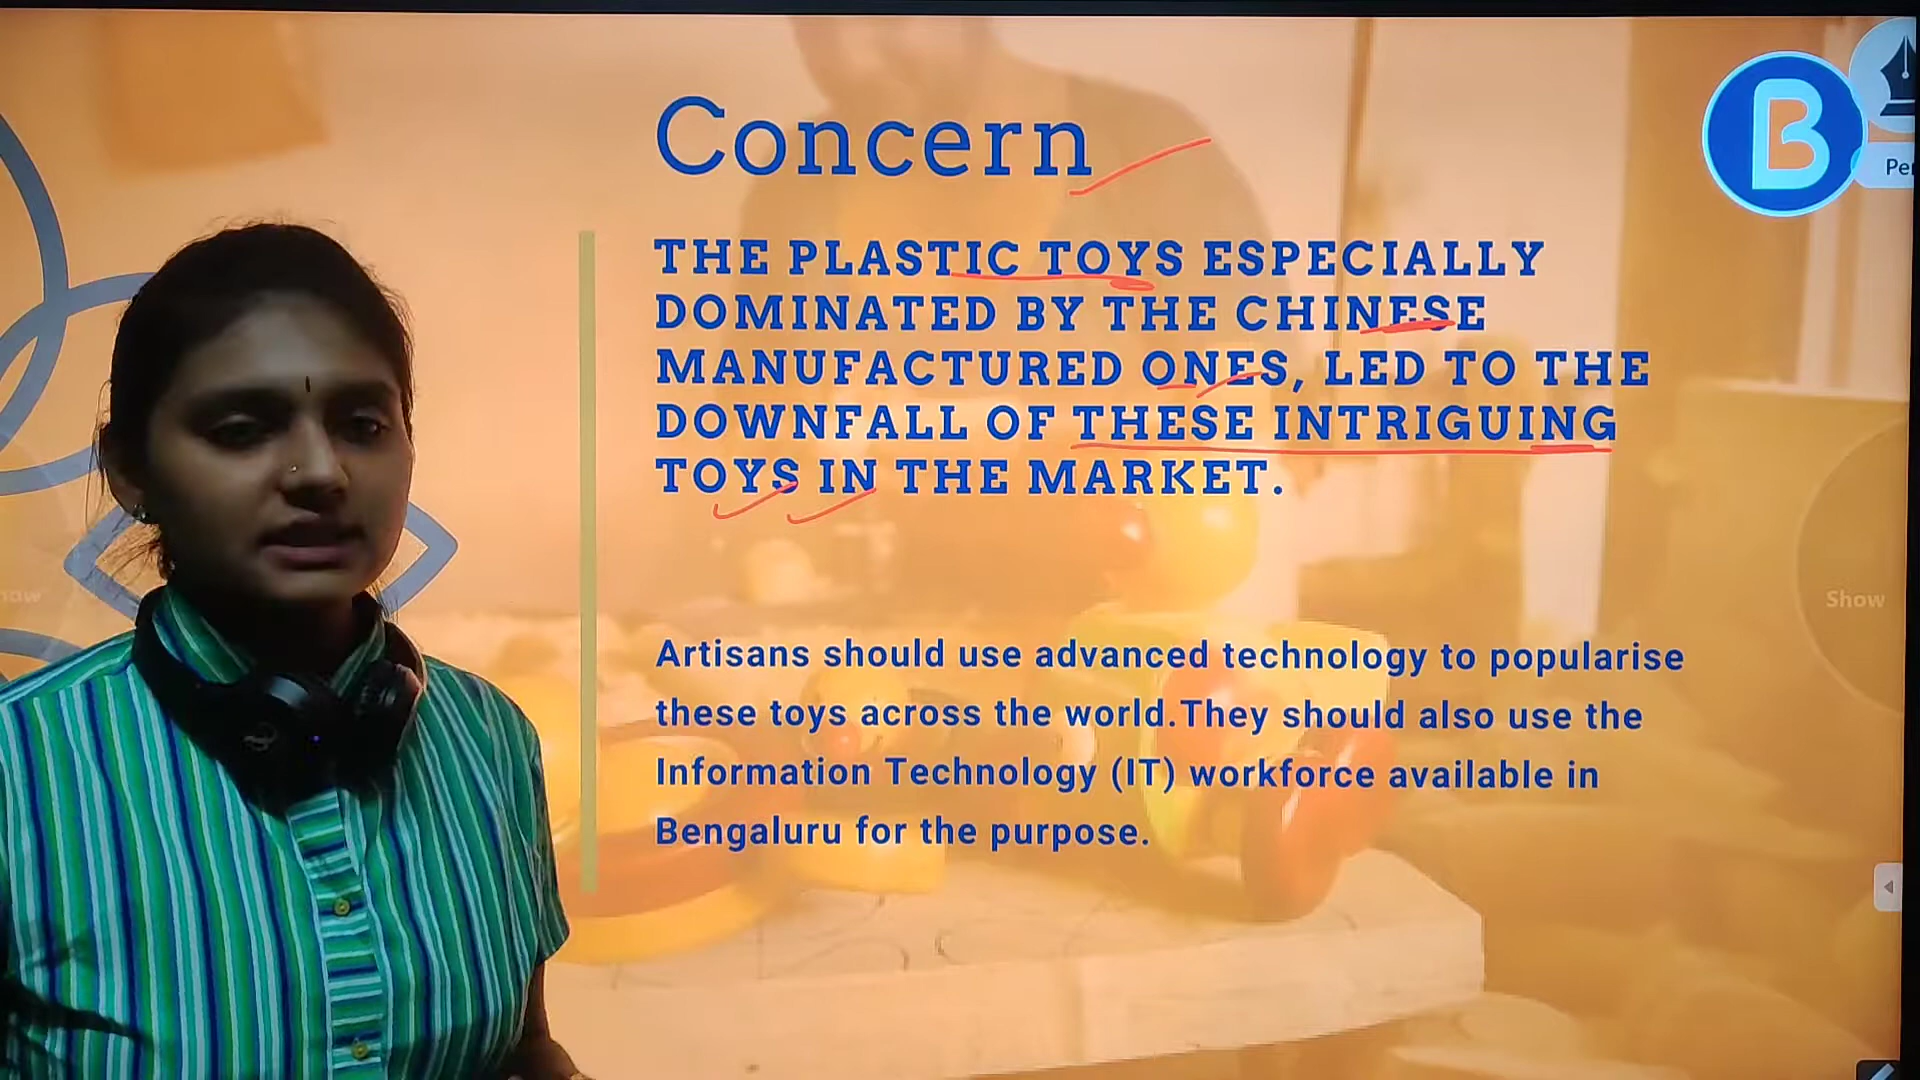 Concern
THE PLASTIC TOYS ESPECIALLY
DOMINATED BY THE CHINESE
MANUFACTURED ONES, LED TO THE
DOWNFALL OF THESE INTRIGUING
TOYS IN THE MARKET.
Artisans should use advanced technology to popularise
these toys across the world.They should also use the
Information Technology (IT) workforce available in
Bengaluru for the purpose.
B
Show